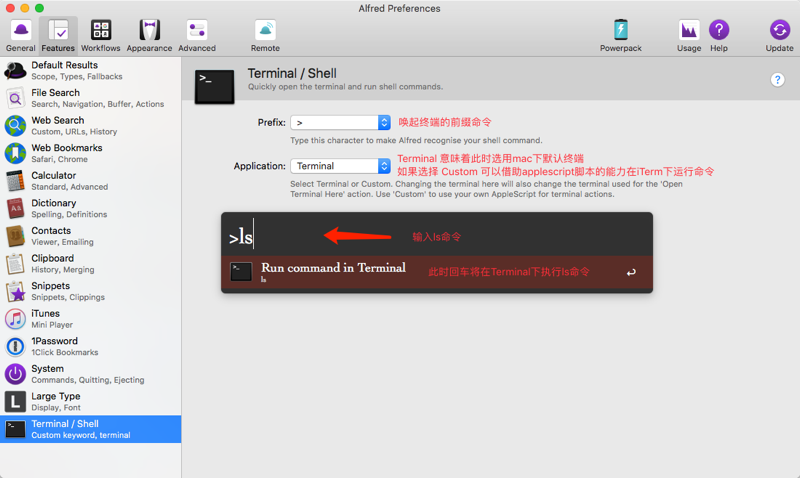 Alfred Preferences
General
Features
Workflows
Appearance
Advanced
Remote
Powerpack
Usage
Help
Update
Default Results
Scope, Types, Fallbacks
File Search
Search, Navigation, Buffer, Actions
Web Search
Custom, URLs, History
Web Bookmarks
Safari, Chrome
Calculator
Standard, Advanced
Dictionary
Spelling, Definitions
Contacts
Viewer, Emailing
Clipboard
History, Merging
Snippets
Snippets, Clippings
iTunes
Mini Player
1Password
1Click Bookmarks
System
Commands, Quitting, Ejecting
Large Type
Display, Font
Terminal / Shell
Custom keyword, terminal
Terminal / Shell
Quickly open the terminal and run shell commands.
?
Prefix: > 唤起终端的前缀命令
Type this character to make Alfred recognise your shell command.
Application: Terminal
Terminal 意味着此时选用mac下默认终端
如果选择 Custom 可以借助applescript脚本的能力在iTerm下运行命令
Select Terminal or Custom. Changing the terminal here will also change the terminal used for the 'Open
Terminal Here' action. Use 'Custom' to use your own AppleScript for terminal actions.
>ls 输入ls命令
Run command in Terminal 此时回车将在Terminal下执行ls命令
ls